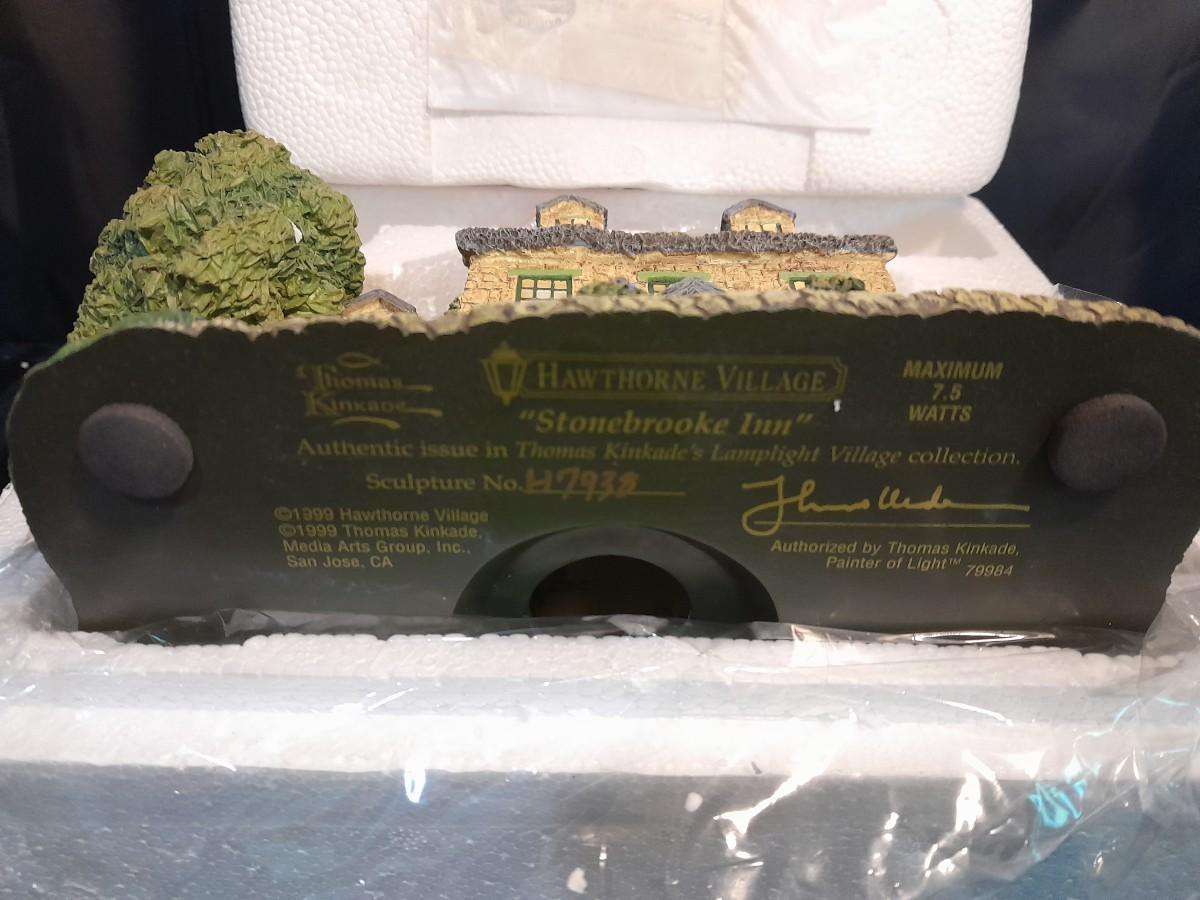 Thomas
Kinkade
HAWTHORNE VILLAGE
MAXIMUM
7.5
WATTS
"Stonebrooke Inn"
Authentic issue in Thomas Kinkade's Lamplight Village collection.
Sculpture No. H7938
©1999 Hawthorne Village
©1999 Thomas Kinkade,
Media Arts Group, Inc.,
San Jose, CA
Authorized by Thomas Kinkade,
Painter of Light™ 79984